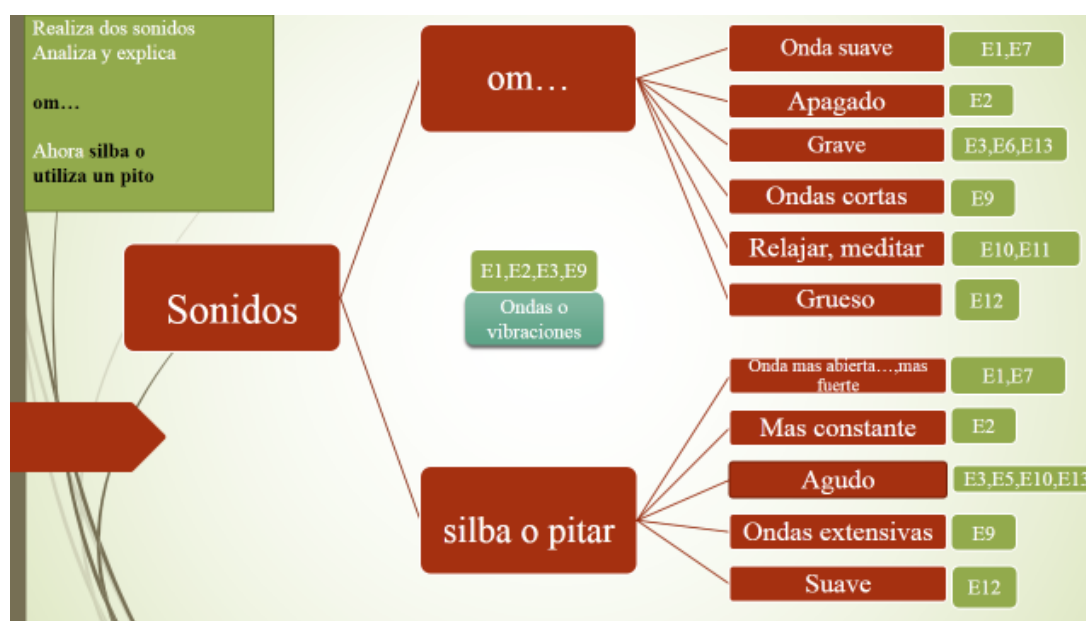 Realiza dos sonidos
Analiza y explica
om…
Ahora silba o
utiliza un pito
Sonidos
E1,E2,E3,E9
Ondas o
vibraciones
om…
Onda suave
E1,E7
Apagado
E2
Grave
E3,E6,E13
Ondas cortas
E9
Relajar, meditar
E10,E11
Grueso
E12
silba o pitar
Onda mas abierta…,mas
fuerte
E1,E7
Mas constante
E2
Agudo
E3,E5,E10,E13
Ondas extensivas
E9
Suave
E12